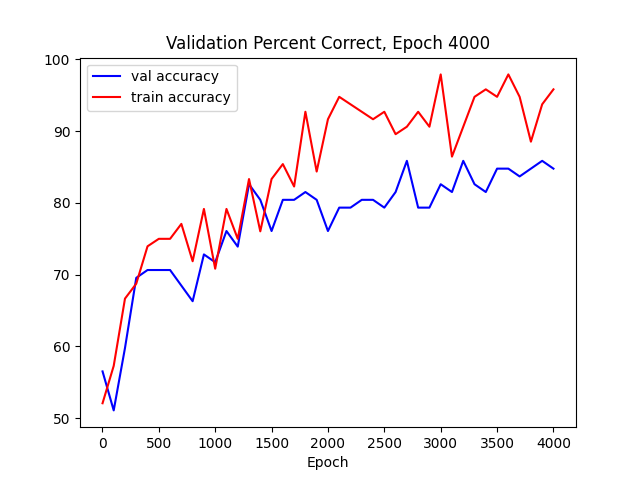 Validation Percent Correct, Epoch 4000
val accuracy
train accuracy
100
90
80
70
60
50
0 500 1000 1500 2000 2500 3000 3500 4000
Epoch